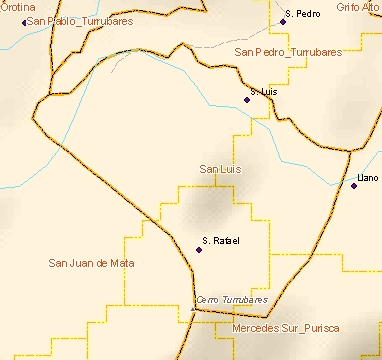 Orotina
S. Pedro
Grifo Alto
San Pablo_Turrubares
San Pedro_Turrubares
S. Luis
San Luis
Llano
S. Rafael
San Juan de Mata
Cerro Turrubares
Mercedes Sur_Purisca